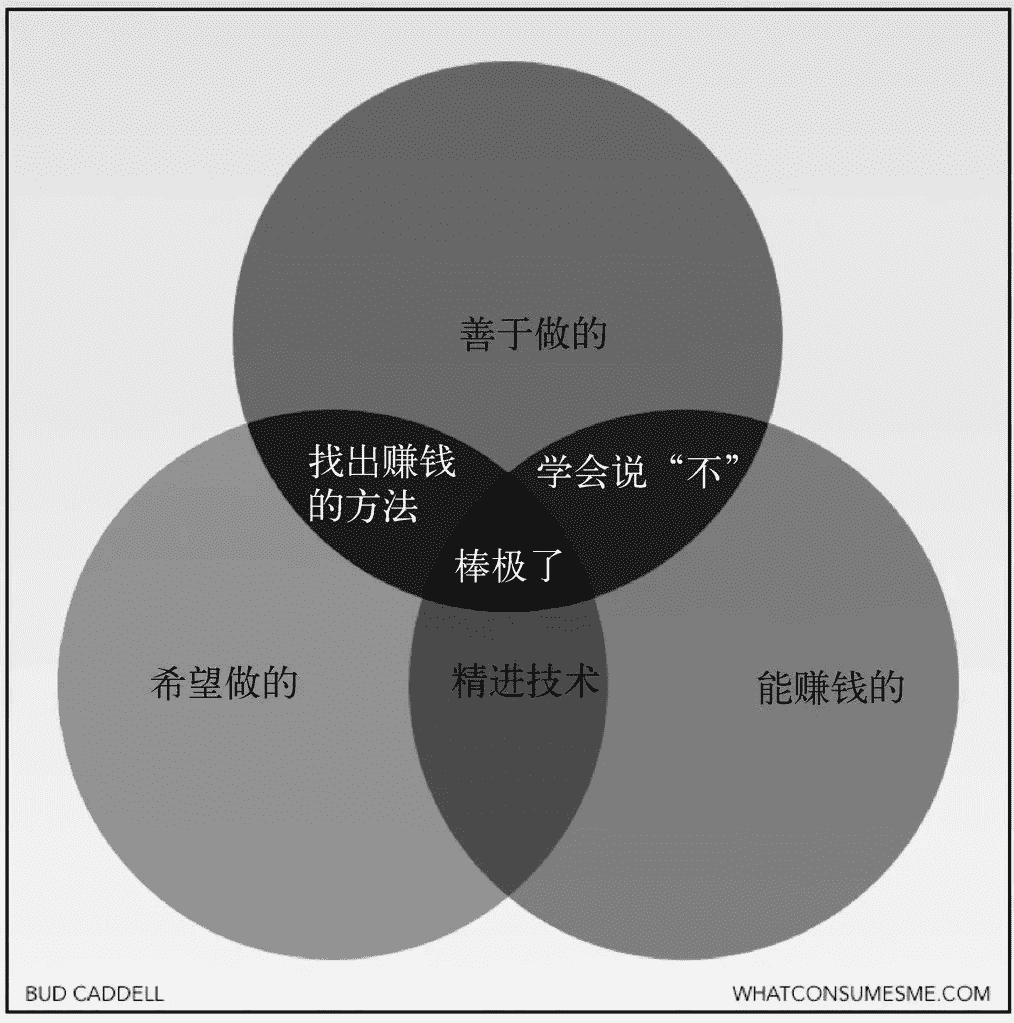 善于做的
找出赚钱
的方法
学会说“不”
棒极了
希望做的
精进技术
能赚钱的
BUD CADDELL
WHATCONSUMESME.COM